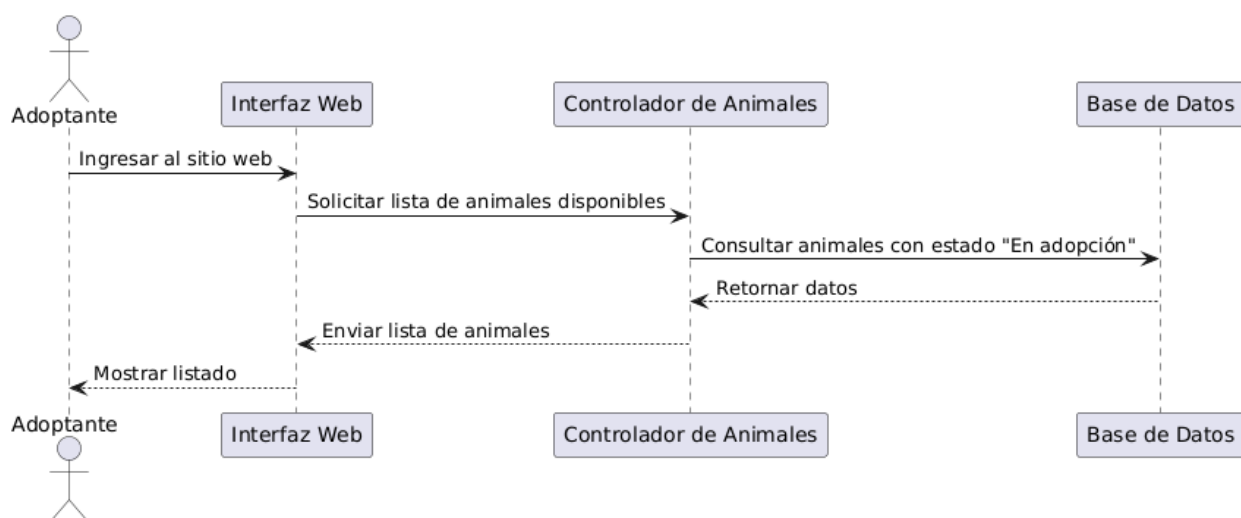 Adoptante
Interfaz Web
Controlador de Animales
Base de Datos
Ingresar al sitio web
Solicitar lista de animales disponibles
Consultar animales con estado "En adopción"
Retornar datos
Enviar lista de animales
Mostrar listado
Adoptante
Interfaz Web
Controlador de Animales
Base de Datos